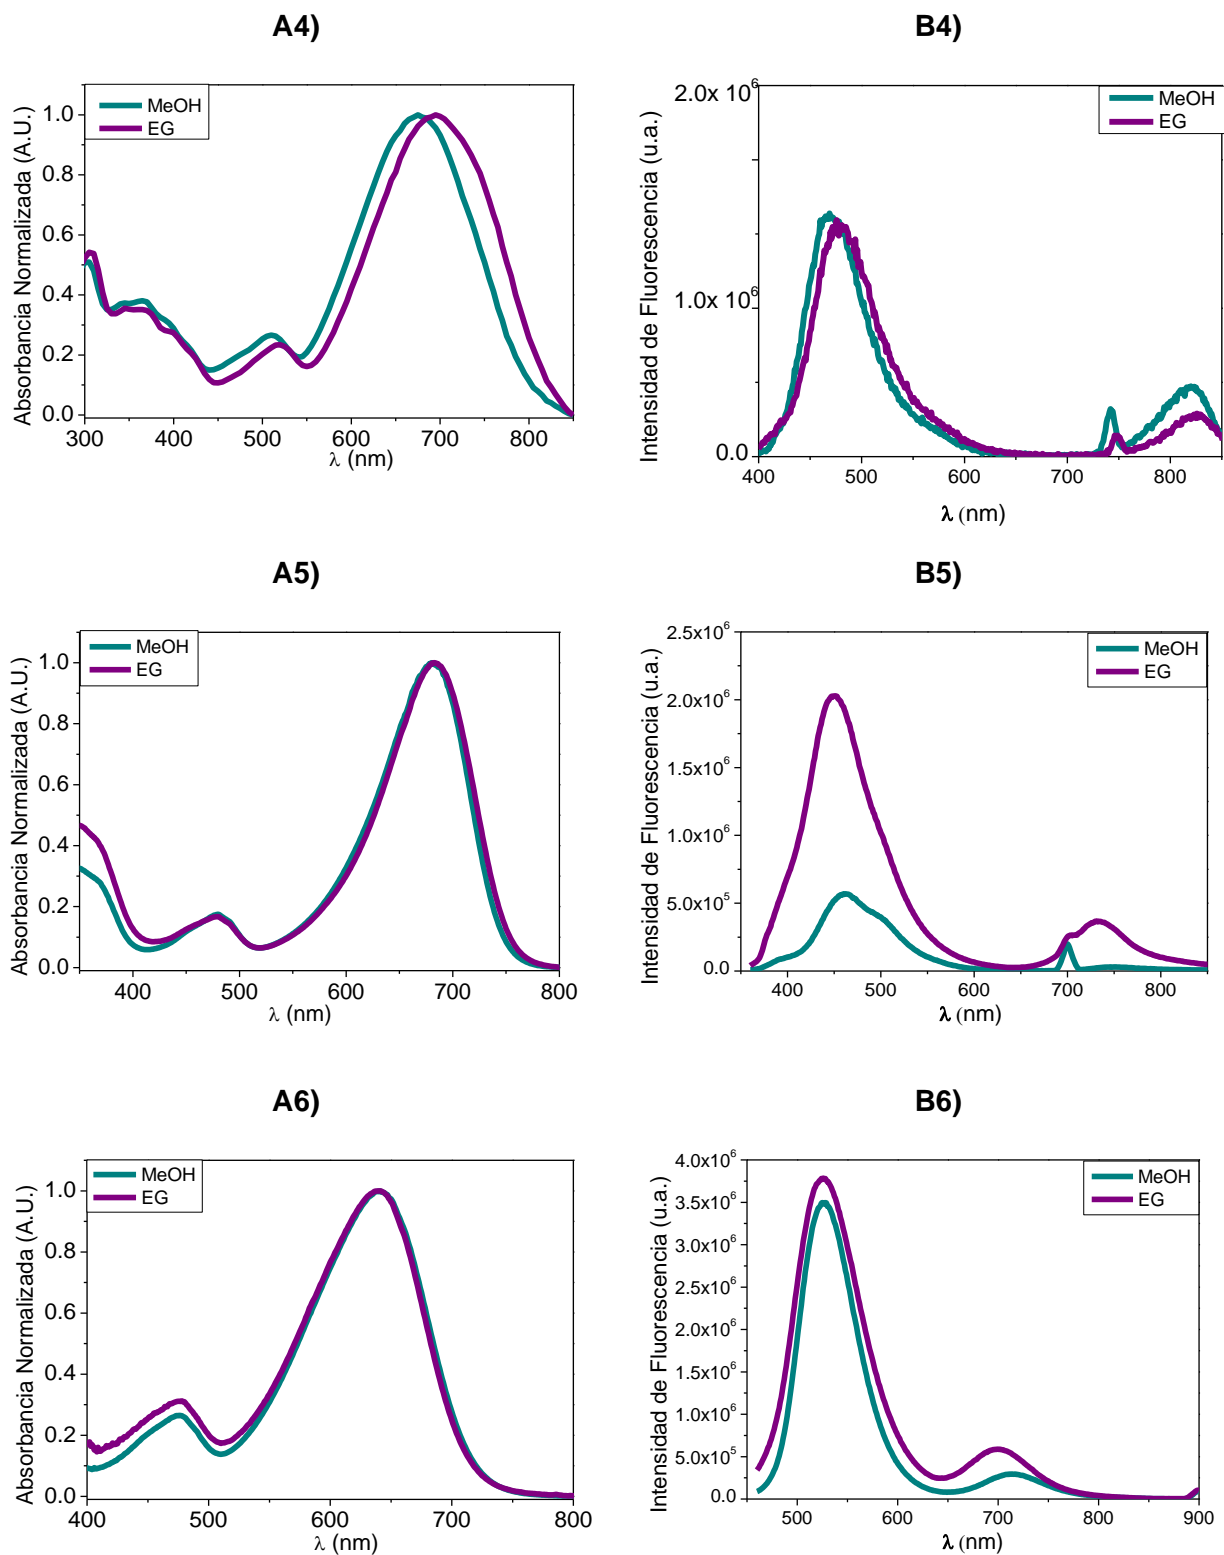 A4)
B4)
MeOH
EG
Absorbancia Normalizada (A.U.)
1.0
0.8
0.6
0.4
0.2
0.0
300 400 500 600 700 800
λ (nm)
MeOH
EG
Intensidad de Fluorescencia (u.a.)
2.0x 10^6
1.0x 10^6
0.0
400 500 600 700 800
λ (nm)
A5)
B5)
MeOH
EG
Absorbancia Normalizada (A.U.)
1.0
0.8
0.6
0.4
0.2
0.0
400 500 600 700 800
λ (nm)
MeOH
EG
Intensidad de Fluorescencia (u.a.)
2.5x10^6
2.0x10^6
1.5x10^6
1.0x10^6
5.0x10^5
0.0
400 500 600 700 800
λ (nm)
A6)
B6)
MeOH
EG
Absorbancia Normalizada (A.U.)
1.0
0.8
0.6
0.4
0.2
0.0
400 500 600 700 800
λ (nm)
MeOH
EG
Intensidad de Fluorescencia (u.a.)
4.0x10^6
3.5x10^6
3.0x10^6
2.5x10^6
2.0x10^6
1.5x10^6
1.0x10^6
5.0x10^5
0.0
500 600 700 800 900
λ (nm)